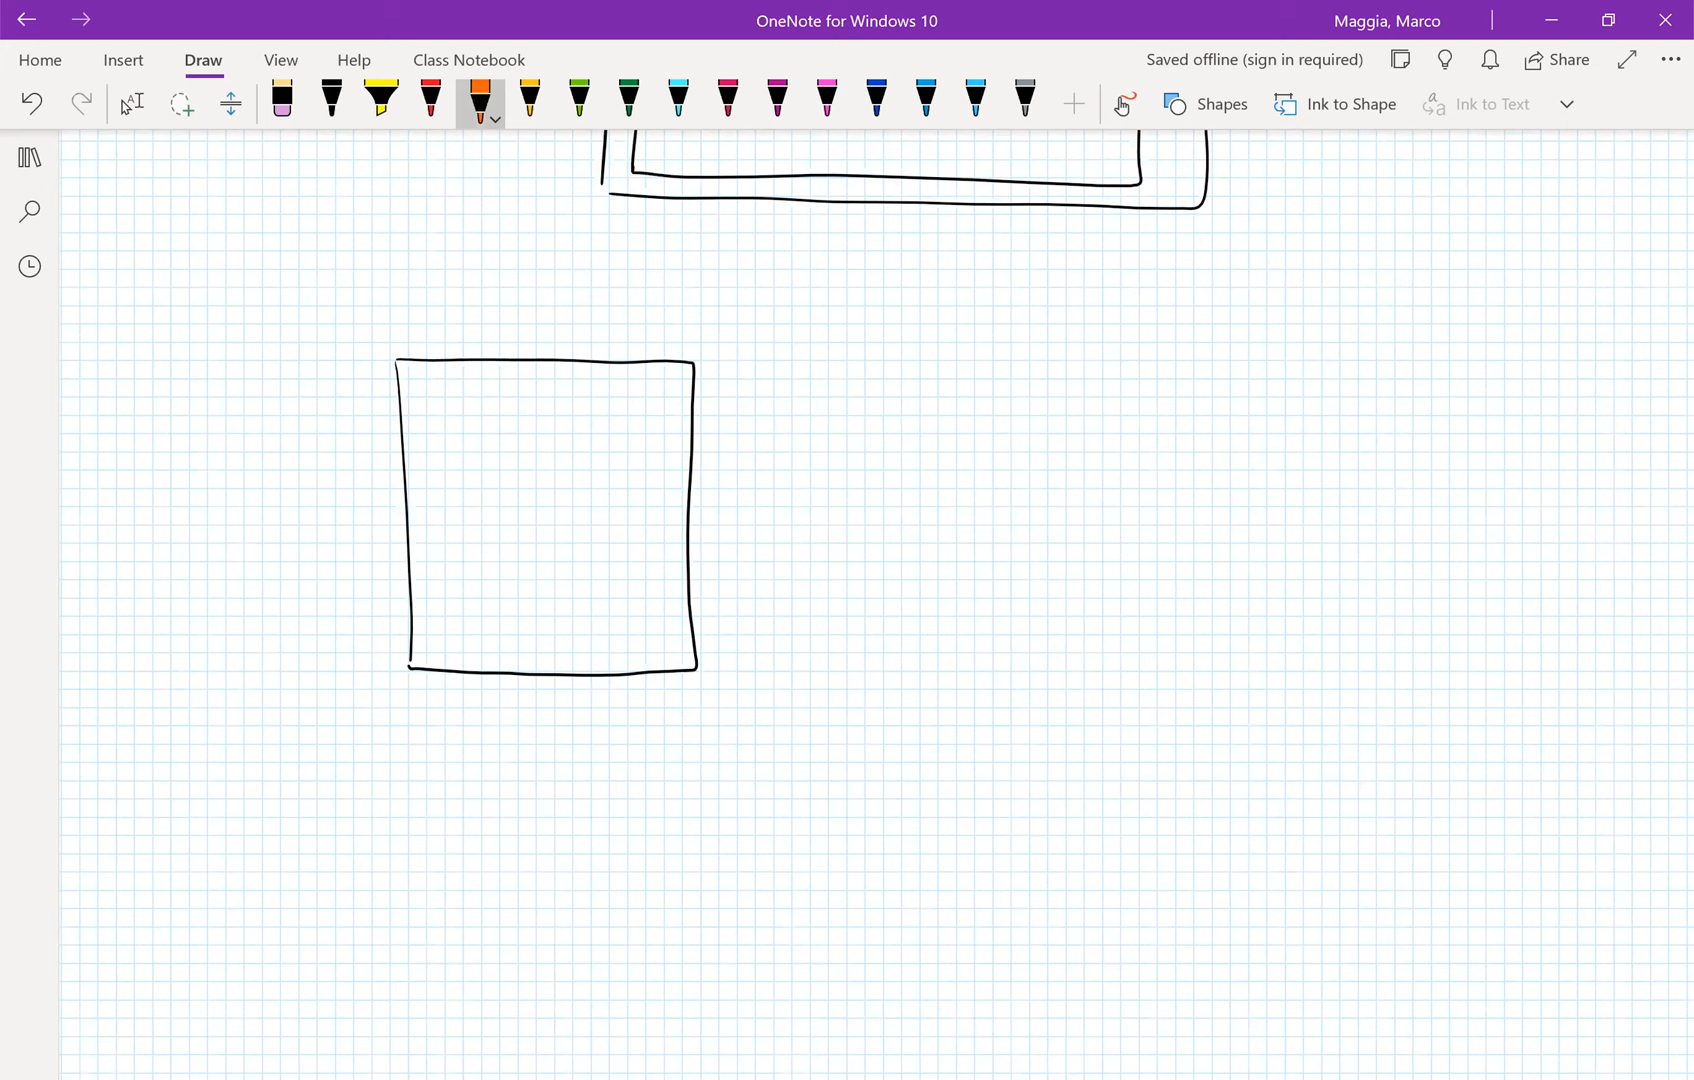 OneNote for Windows 10
Maggia, Marco
Home Insert Draw View Help Class Notebook
Saved offline (sign in required) Share
Shapes Ink to Shape Ink to Text